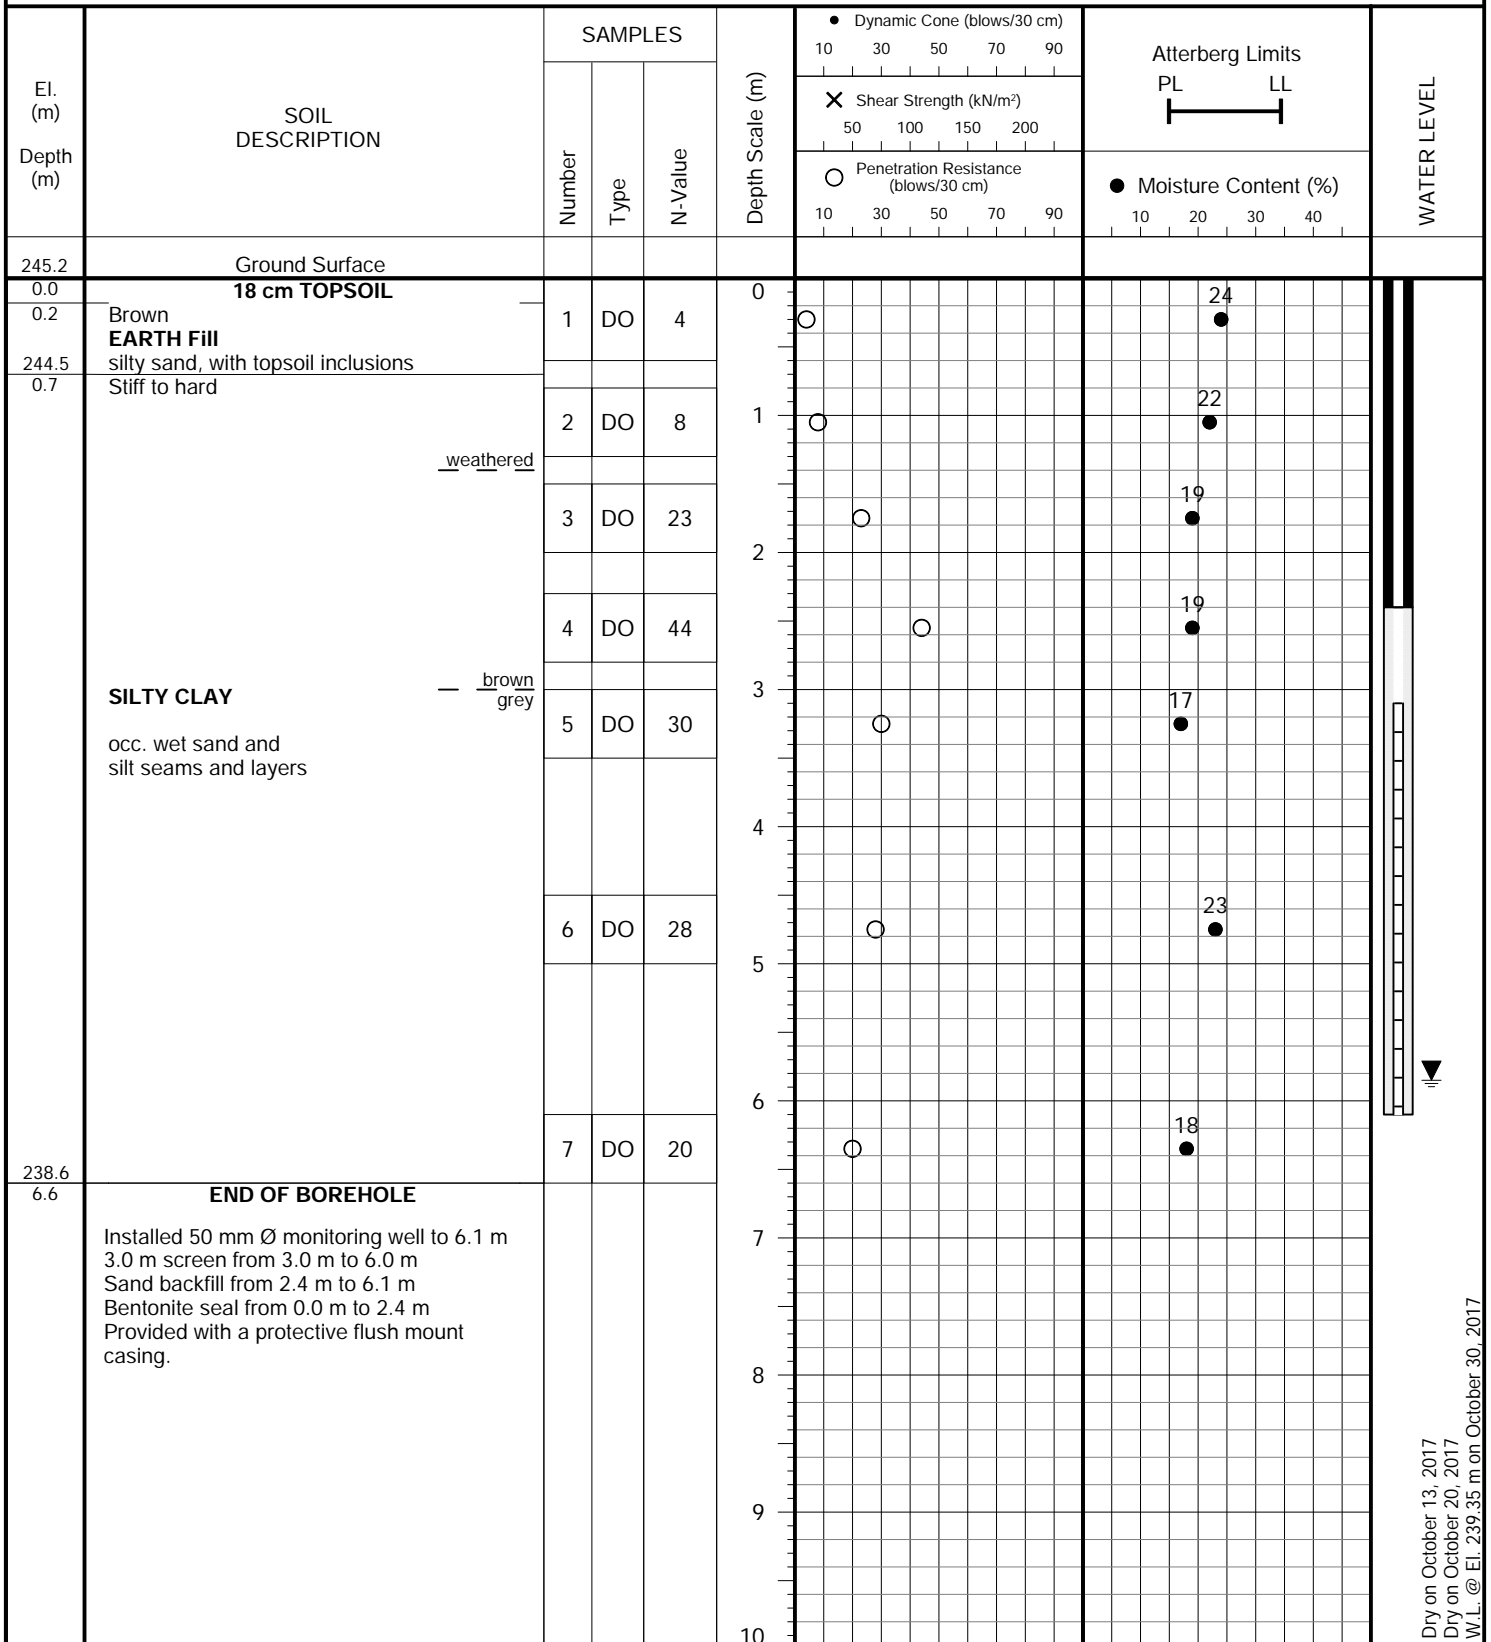 El.
(m)
Depth
(m)
SOIL
DESCRIPTION
SAMPLES
Number
Type
N-Value
Depth Scale (m)
Dynamic Cone (blows/30 cm)
10 30 50 70 90
Shear Strength (kN/m²)
50 100 150 200
Penetration Resistance
(blows/30 cm)
10 30 50 70 90
Atterberg Limits
PL LL
Moisture Content (%)
10 20 30 40
WATER LEVEL
245.2 Ground Surface
0.0 18 cm TOPSOIL
0
0.2 Brown
EARTH Fill
silty sand, with topsoil inclusions
1 DO 4
24
244.5
0.7 Stiff to hard
2 DO 8
1
22
weathered
3 DO 23
19
2
4 DO 44
19
brown
grey
SILTY CLAY
3
occ. wet sand and
silt seams and layers
5 DO 30
17
4
6 DO 28
23
5
6
7 DO 20
18
238.6
6.6 END OF BOREHOLE
Installed 50 mm Ø monitoring well to 6.1 m
3.0 m screen from 3.0 m to 6.0 m
Sand backfill from 2.4 m to 6.1 m
Bentonite seal from 0.0 m to 2.4 m
Provided with a protective flush mount
casing.
7
8
9
10
Dry on October 13, 2017
Dry on October 20, 2017
W.L. @ El. 239.35 m on October 30, 2017